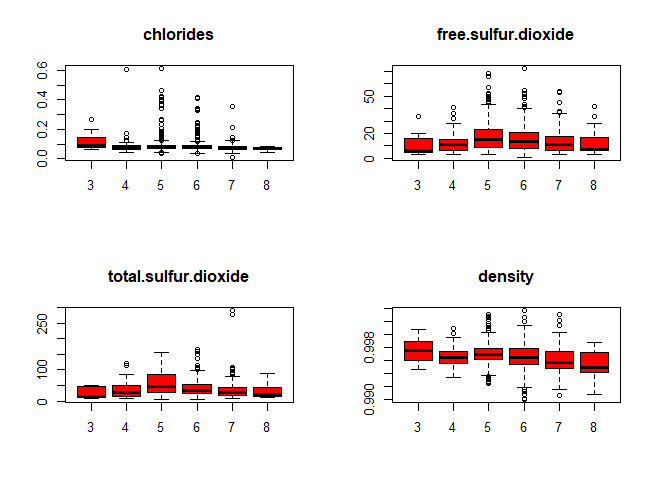 chlorides
0.6
0.4
0.2
0.0
3 4 5 6 7 8
free.sulfur.dioxide
50
20
0
3 4 5 6 7 8
total.sulfur.dioxide
250
100
0
3 4 5 6 7 8
density
0.998
0.990
3 4 5 6 7 8